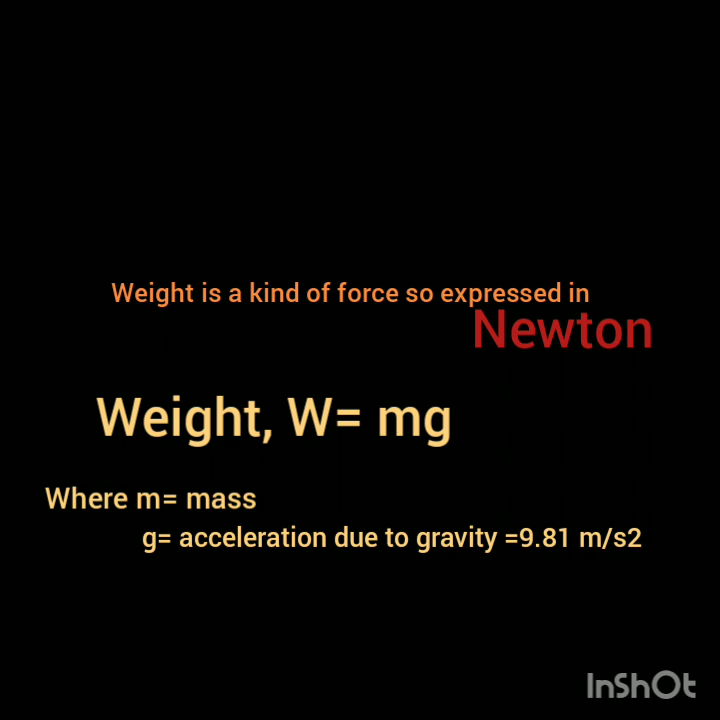 Weight is a kind of force so expressed in
Newton
Weight, W= mg
Where m= mass
g= acceleration due to gravity =9.81 m/s2
InShOt